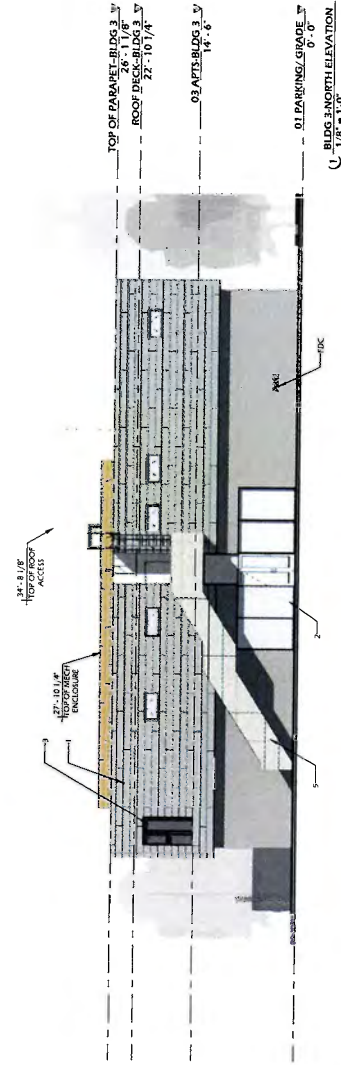 TOP OF PARAPET-BLDG 3
26' - 11 1/8"
ROOF DECK-BLDG 3
22' - 10 1/4"
03 APTS-BLDG 3
14' - 6"
01 PARKING/ GRADE
0' - 0"
1
BLDG 3-NORTH ELEVATION
1/8" = 1'-0"
34' - 8 1/8"
TOP OF ROOF
ACCESS
27' - 10 1/4"
TOP OF MECH
ENCLOSURE
3
1
5
2
FDC